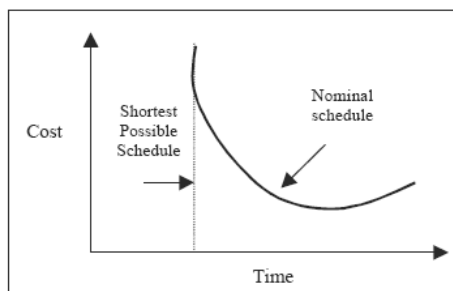 Shortest
Possible
Schedule
Nominal
schedule
Cost
Time